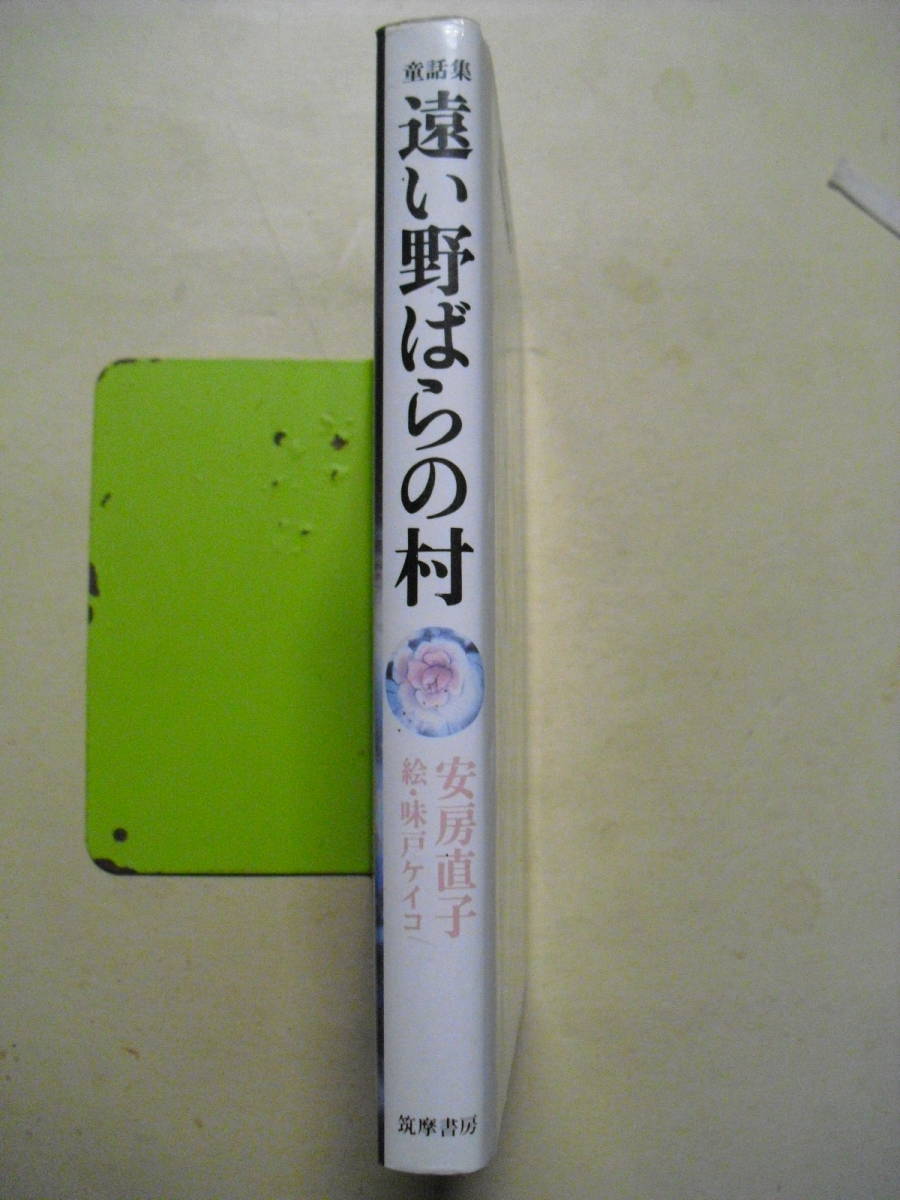 童話集
遠い野ばらの村
安房直子
絵・味戸ケイコ
筑摩書房